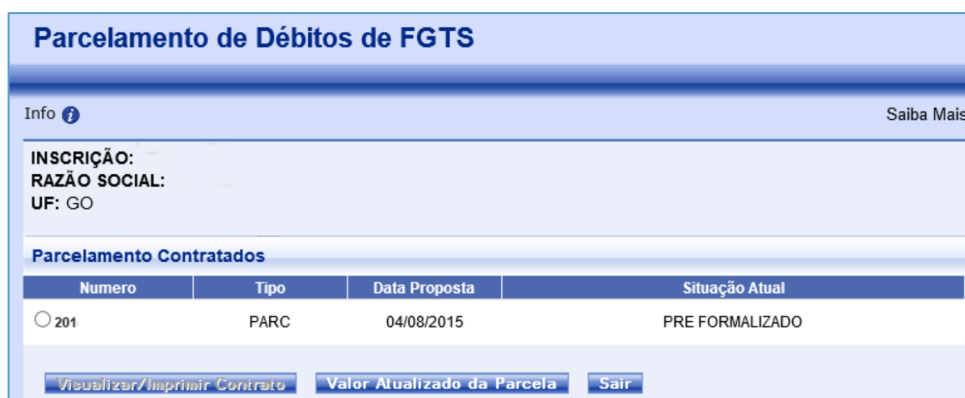 Parcelamento de Débitos de FGTS
Info i Saiba Mais
INSCRIÇÃO:
RAZÃO SOCIAL:
UF: GO
Parcelamento Contratados
Numero Tipo Data Proposta Situação Atual
201 PARC 04/08/2015 PRE FORMALIZADO
Visualizar/Imprimir Contrato Valor Atualizado da Parcela Sair